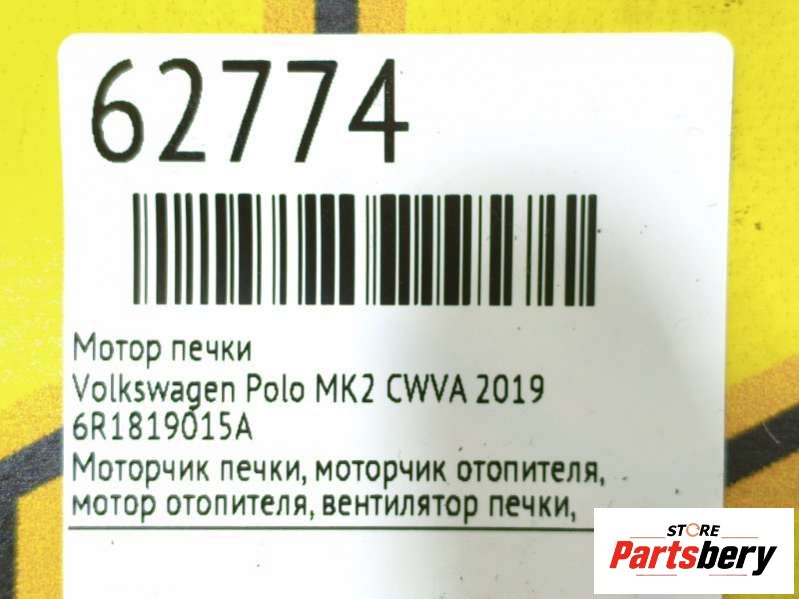 62774
Мотор печки
Volkswagen Polo MK2 CWVA 2019
6R1819015A
Моторчик печки, моторчик отопителя,
мотор отопителя, вентилятор печки,
STORE
Partsbery